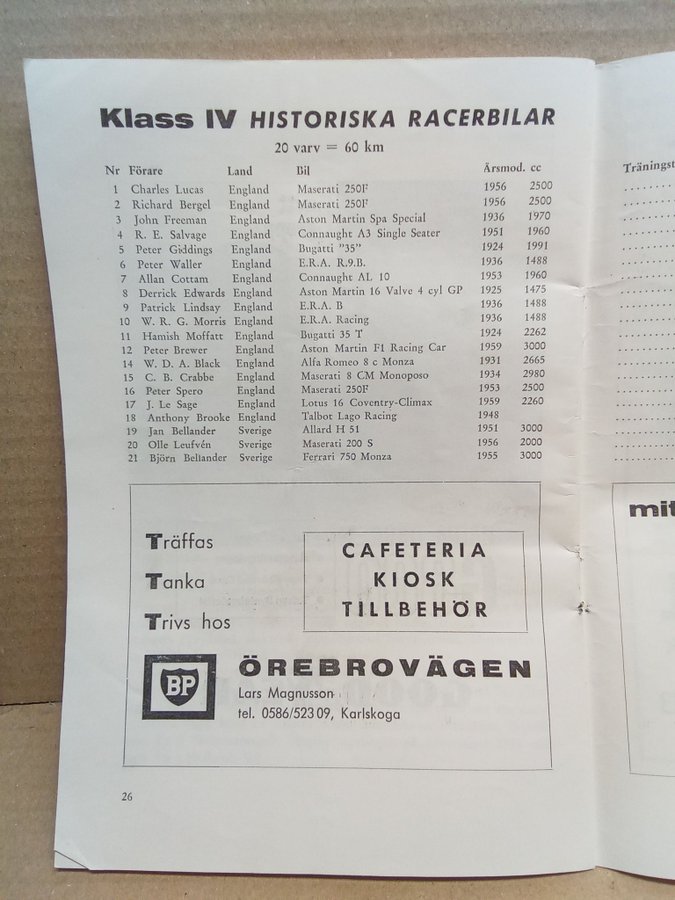 Klass IV HISTORISKA RACERBILAR
20 varv = 60 km
Nr Förare Land Bil Årsmod. cc Träningst
1 Charles Lucas England Maserati 250F 1956 2500
2 Richard Bergel England Maserati 250F 1956 2500
3 John Freeman England Aston Martin Spa Special 1936 1970
4 R. E. Salvage England Connaught A3 Single Seater 1951 1960
5 Peter Giddings England Bugatti "35" 1924 1991
6 Peter Waller England E.R.A. R.9.B. 1936 1488
7 Allan Cottam England Connaught AL 10 1953 1960
8 Derrick Edwards England Aston Martin 16 Valve 4 cyl GP 1925 1475
9 Patrick Lindsay England E.R.A. B 1936 1488
10 W. R. G. Morris England E.R.A. Racing 1936 1488
11 Hamish Moffatt England Bugatti 35 T 1924 2262
12 Peter Brewer England Aston Martin F1 Racing Car 1959 3000
14 W. D. A. Black England Alfa Romeo 8 c Monza 1931 2665
15 C. B. Crabbe England Maserati 8 CM Monoposo 1934 2980
16 Peter Spero England Maserati 250F 1953 2500
17 J. Le Sage England Lotus 16 Coventry-Climax 1959 2260
18 Anthony Brooke England Talbot Lago Racing 1948
19 Jan Bellander Sverige Allard H 51 1951 3000
20 Olle Leufvén Sverige Maserati 200 S 1956 2000
21 Björn Bellander Sverige Ferrari 750 Monza 1955 3000
Träffas
Tanka
Trivs hos
CAFETERIA
KIOSK
TILLBEHÖR
BP
ÖREBROVÄGEN
Lars Magnusson
tel. 0586/523 09, Karlskoga
26
mit